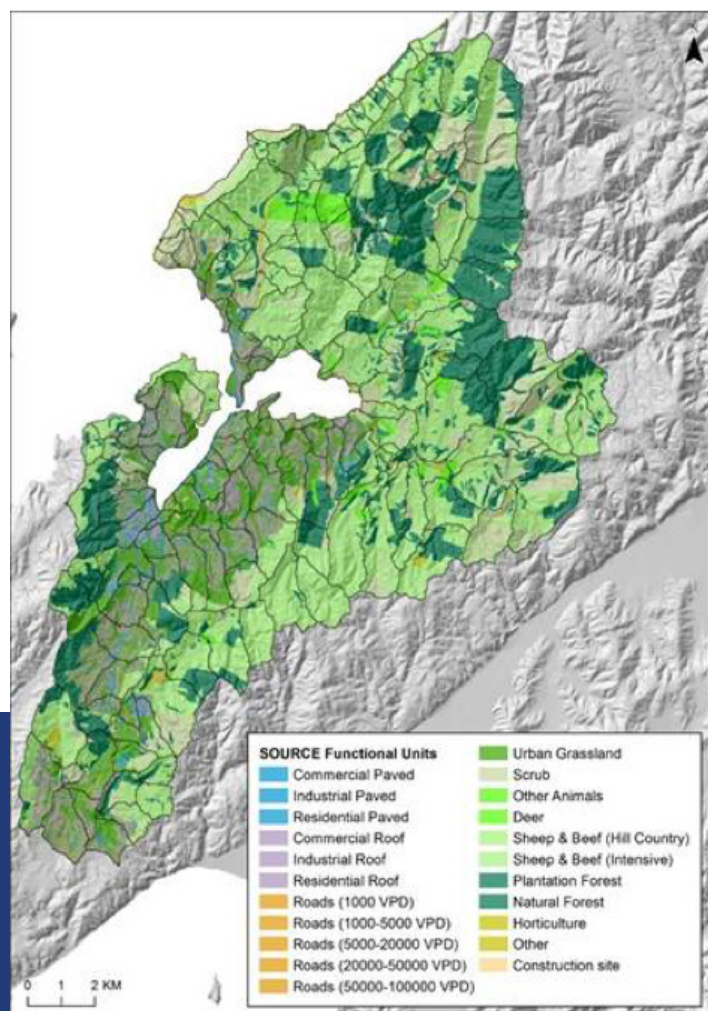 SOURCE Functional Units
Commercial Paved
Industrial Paved
Residential Paved
Commercial Roof
Industrial Roof
Residential Roof
Roads (1000 VPD)
Roads (1000-5000 VPD)
Roads (5000-20000 VPD)
Roads (20000-50000 VPD)
Roads (50000-100000 VPD)
Urban Grassland
Scrub
Other Animals
Deer
Sheep & Beef (Hill Country)
Sheep & Beef (Intensive)
Plantation Forest
Natural Forest
Horticulture
Other
Construction site
0 1 2 KM